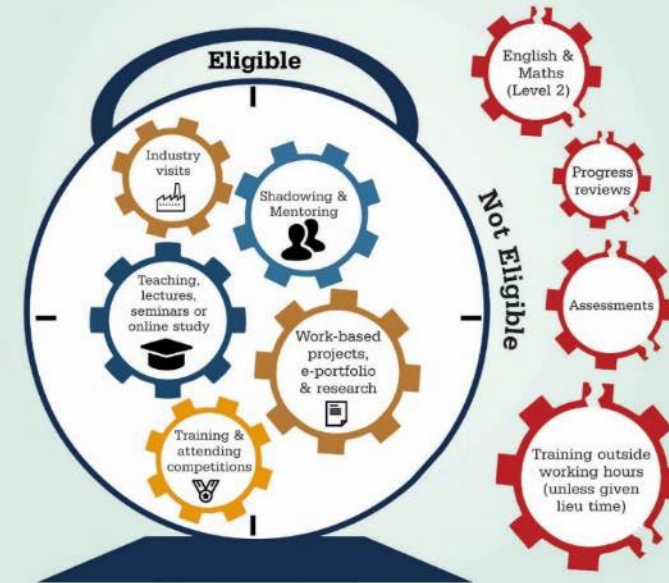 Eligible
Industry
visits
Shadowing &
Mentoring
Teaching,
lectures,
seminars or
online study
Work-based
projects,
e-portfolio
& research
Training &
attending
competitions
Not Eligible
English &
Maths
(Level 2)
Progress
reviews
Assessments
Training outside
working hours
(unless given
lieu time)